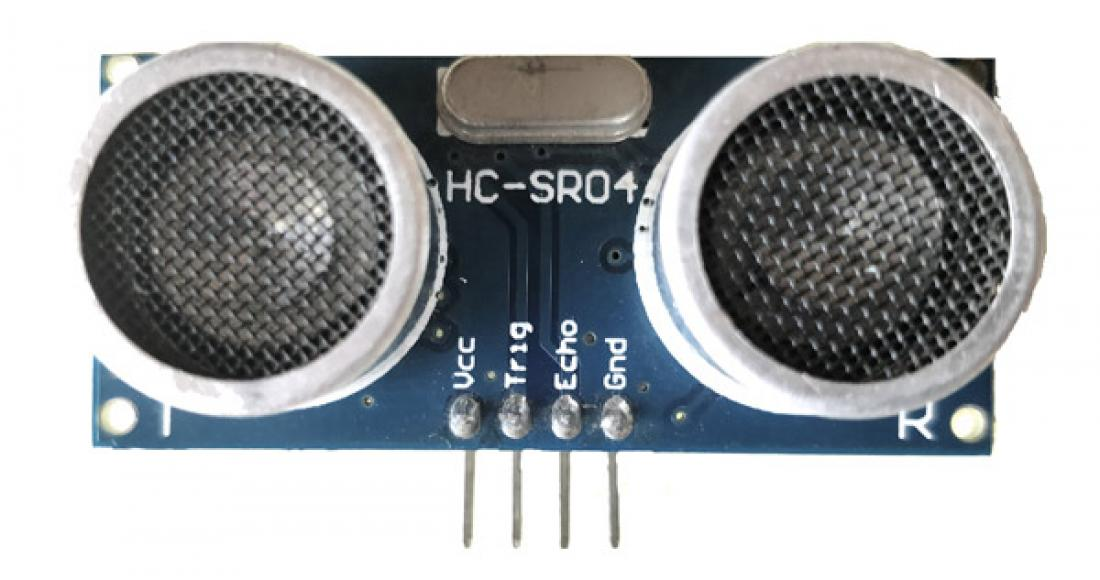 HC-SR04
Vcc
Trig
Echo
Gnd
T
R